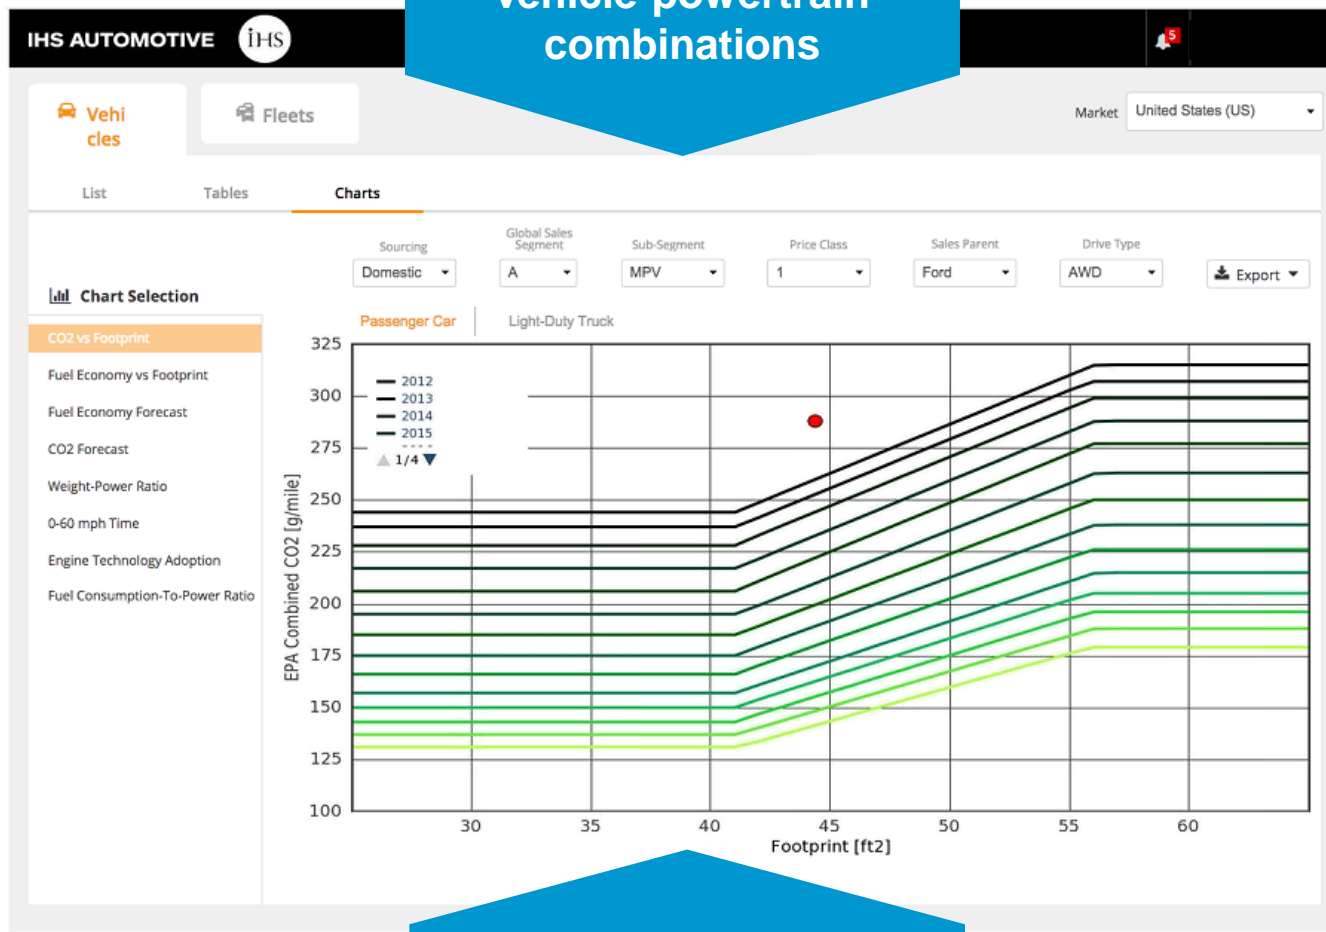 vehicle powertrain
combinations
IHS AUTOMOTIVE
iHS
5
Vehi
cles
Fleets
Market
United States (US)
List
Tables
Charts
Sourcing
Global Sales
Segment
Sub-Segment
Price Class
Sales Parent
Drive Type
Domestic
A
MPV
1
Ford
AWD
Export
Chart Selection
CO2 vs Footprint
Fuel Economy vs Footprint
Fuel Economy Forecast
CO2 Forecast
Weight-Power Ratio
0-60 mph Time
Engine Technology Adoption
Fuel Consumption-To-Power Ratio
Passenger Car
Light-Duty Truck
325
300
275
250
225
200
175
150
125
100
EPA Combined CO2 [g/mile]
2012
2013
2014
2015
1/4
30
35
40
45
50
55
60
Footprint [ft2]